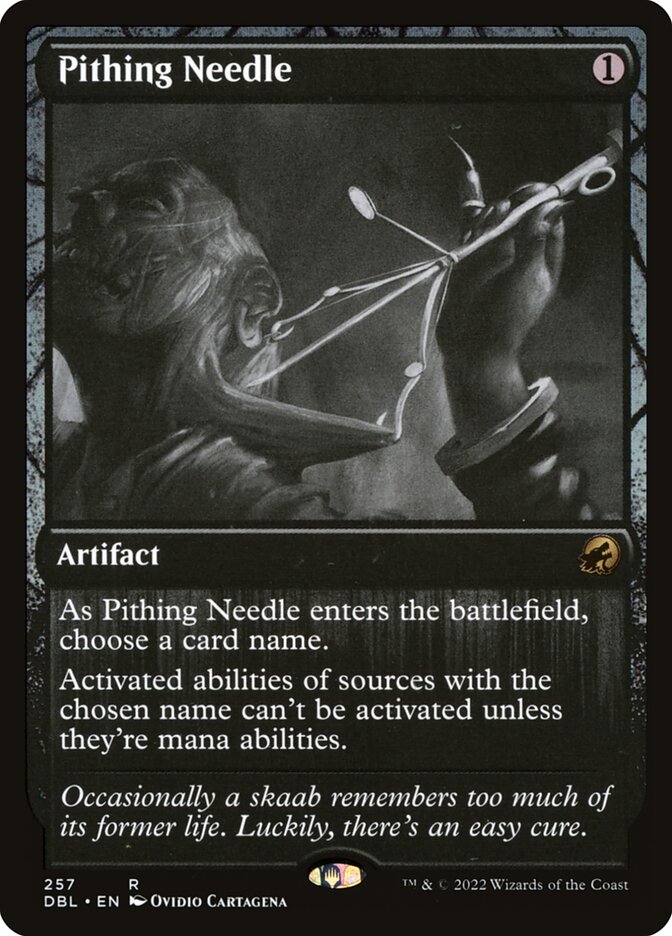 Pithing Needle
1
Artifact
As Pithing Needle enters the battlefield,
choose a card name.
Activated abilities of sources with the
chosen name can't be activated unless
they're mana abilities.
Occasionally a skaab remembers too much of
its former life. Luckily, there's an easy cure.
257 R
DBL • EN Ovidio Cartagena
™ & © 2022 Wizards of the Coast